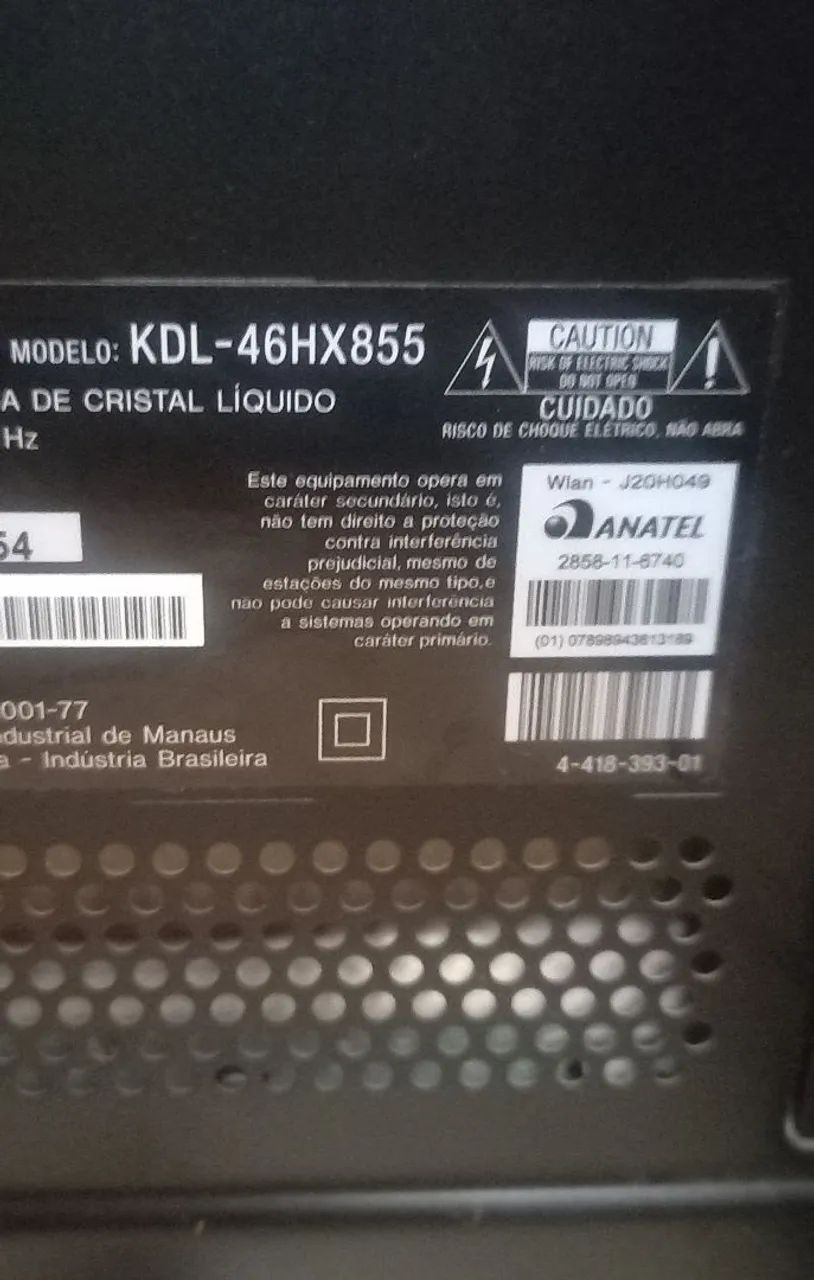 MODELO: KDL-46HX855
A DE CRISTAL LÍQUIDO
Hz
CAUTION
RISK OF ELECTRIC SHOCK
DO NOT OPEN
CUIDADO
RISCO DE CHOQUE ELÉTRICO, NÃO ABRA
54
Este equipamento opera em
caráter secundário, isto é,
não tem direito a proteção
contra interferência
prejudicial, mesmo de
estações do mesmo tipo,e
não pode causar interferência
a sistemas operando em
caráter primário.
Wlan - J20H049
ANATEL
2858-11-6740
(01) 07898943613189
4-418-393-01
001-77
dustrial de Manaus
a - Indústria Brasileira